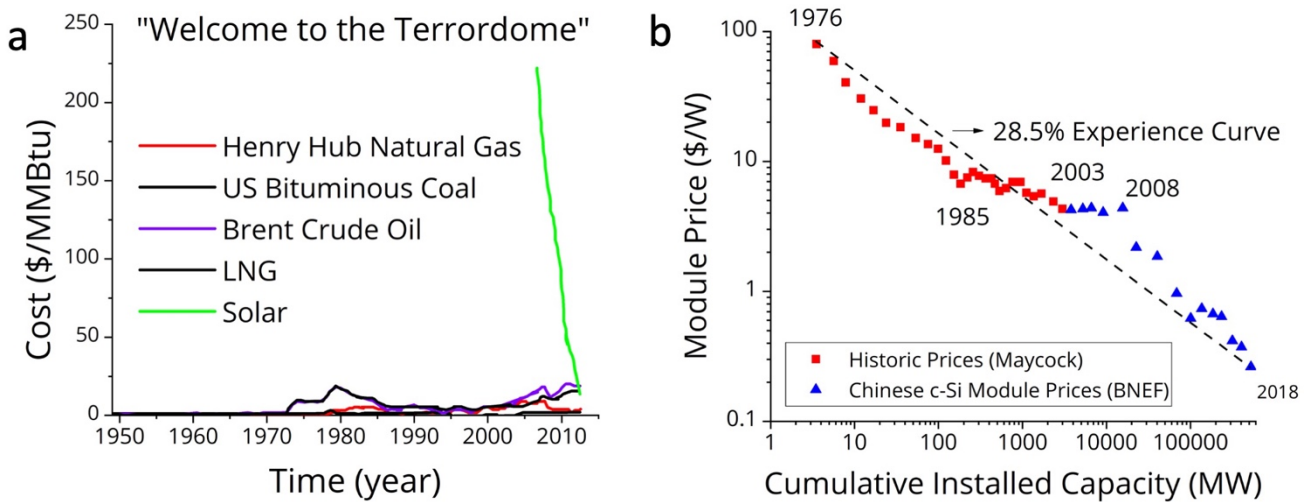 a
"Welcome to the Terrordome"
250
200
150
100
50
0
Cost ($/MMBtu)
Henry Hub Natural Gas
US Bituminous Coal
Brent Crude Oil
LNG
Solar
1950 1960 1970 1980 1990 2000 2010
Time (year)
b
1976
100
10
1
0.1
Module Price ($/W)
28.5% Experience Curve
2003
2008
1985
Historic Prices (Maycock)
Chinese c-Si Module Prices (BNEF)
2018
1 10 100 1000 10000 100000
Cumulative Installed Capacity (MW)